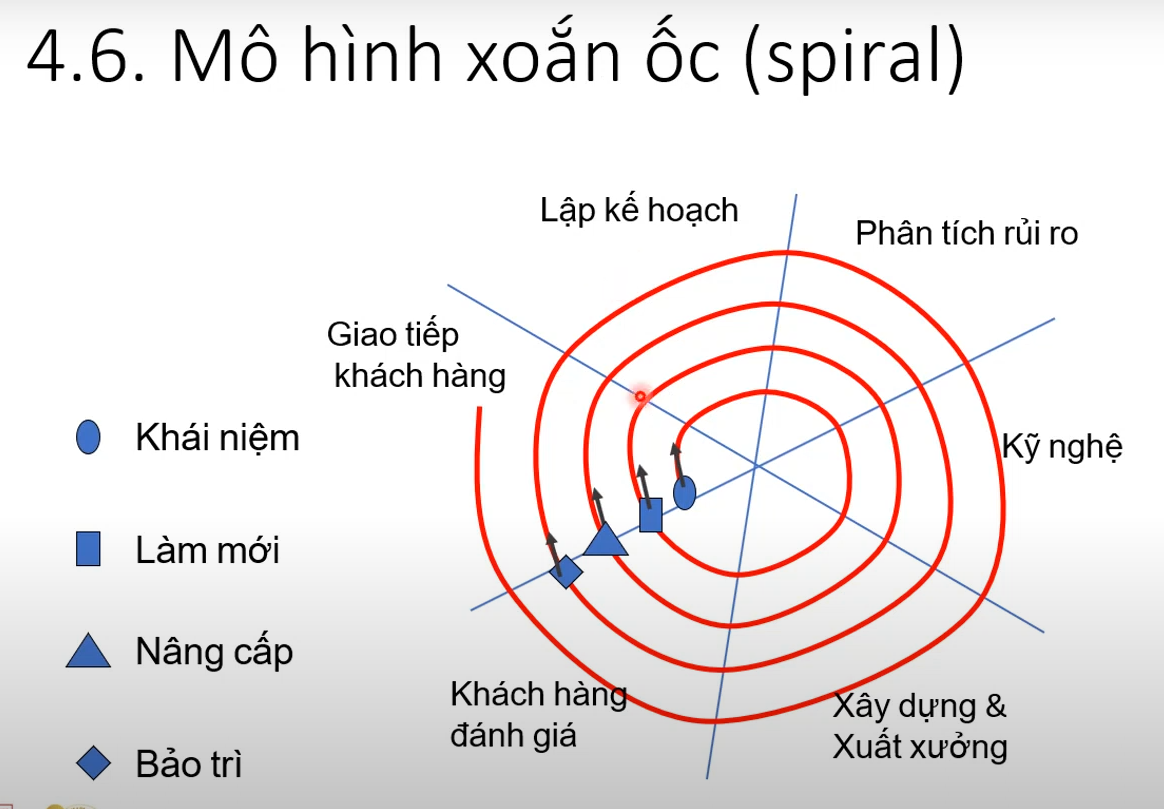 4.6. Mô hình xoắn ốc (spiral)
Lập kế hoạch
Phân tích rủi ro
Giao tiếp
khách hàng
Khái niệm
Kỹ nghệ
Làm mới
Nâng cấp
Khách hàng
đánh giá
Xây dựng &
Xuất xưởng
Bảo trì